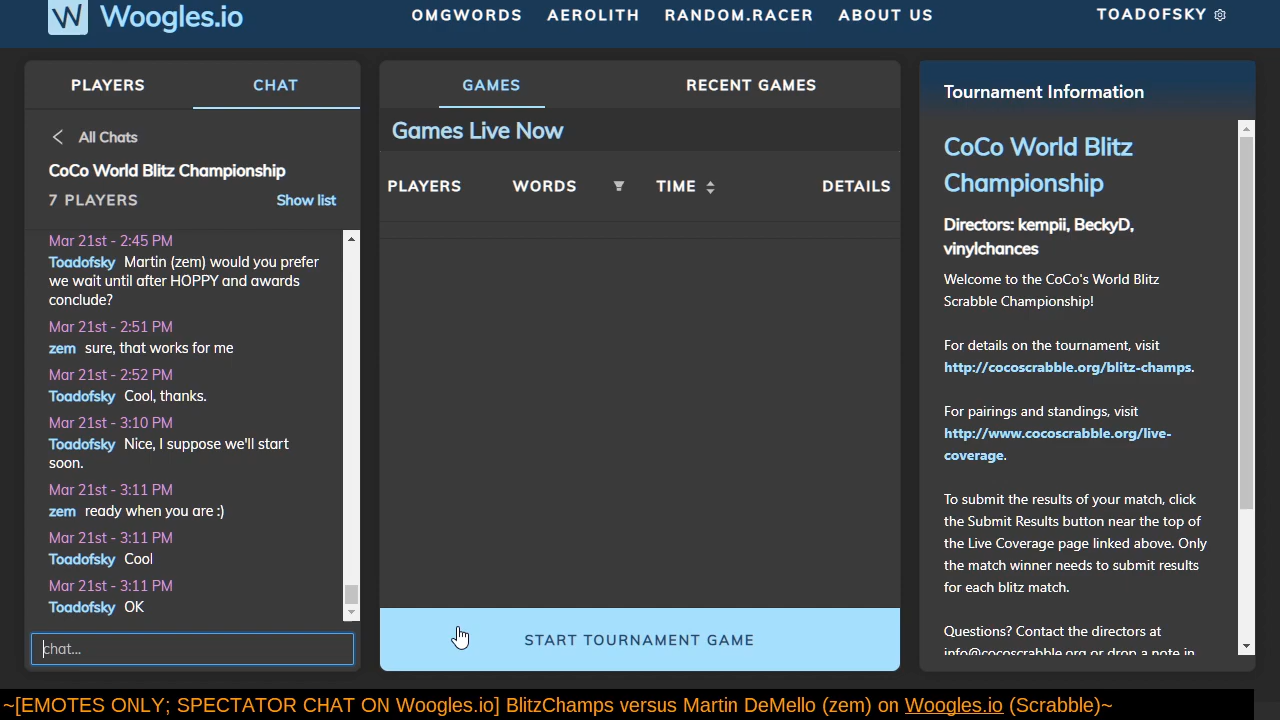 W Woogles.io
OMGWORDS AEROLITH RANDOM.RACER ABOUT US
TOADOFSKY
PLAYERS CHAT
All Chats
CoCo World Blitz Championship
7 PLAYERS Show list
Mar 21st - 2:45 PM
Toadofsky Martin (zem) would you prefer
we wait until after HOPPY and awards
conclude?
Mar 21st - 2:51 PM
zem sure, that works for me
Mar 21st - 2:52 PM
Toadofsky Cool, thanks.
Mar 21st - 3:10 PM
Toadofsky Nice, I suppose we'll start
soon.
Mar 21st - 3:11 PM
zem ready when you are :)
Mar 21st - 3:11 PM
Toadofsky Cool
Mar 21st - 3:11 PM
Toadofsky OK
chat...
GAMES RECENT GAMES
Games Live Now
PLAYERS WORDS TIME DETAILS
START TOURNAMENT GAME
Tournament Information
CoCo World Blitz
Championship
Directors: kempii, BeckyD,
vinylchances
Welcome to the CoCo's World Blitz
Scrabble Championship!
For details on the tournament, visit
http://cocoscrabble.org/blitz-champs.
For pairings and standings, visit
http://www.cocoscrabble.org/live-
coverage.
To submit the results of your match, click
the Submit Results button near the top of
the Live Coverage page linked above. Only
the match winner needs to submit results
for each blitz match.
Questions? Contact the directors at
info@cocoscrabble.org or drop a note in
~[EMOTES ONLY; SPECTATOR CHAT ON Woogles.io] BlitzChamps versus Martin DeMello (zem) on Woogles.io (Scrabble)~